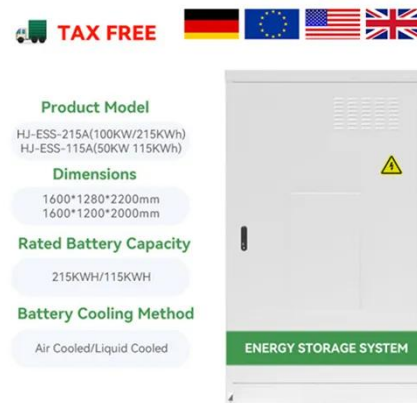 TAX FREE
Product Model
HJ-ESS-215A(100KW/215KWh)
HJ-ESS-115A(50KW 115KWh)
Dimensions
1600*1280*2200mm
1600*1200*2000mm
Rated Battery Capacity
215KWH/115KWH
Battery Cooling Method
Air Cooled/Liquid Cooled
ENERGY STORAGE SYSTEM